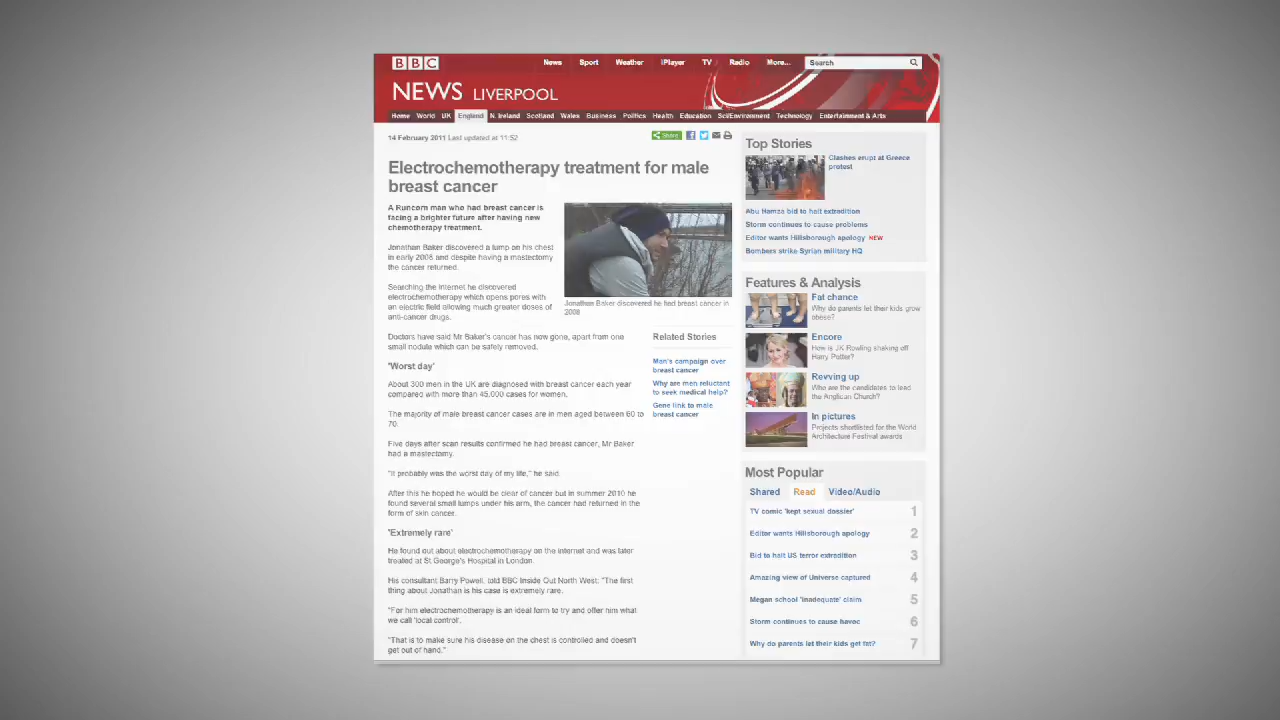 BBC
News Sport Weather iPlayer TV Radio More... Search
NEWS LIVERPOOL
Home World UK England N. Ireland Scotland Wales Business Politics Health Education Sci/Environment Technology Entertainment & Arts
14 February 2011 Last updated at 11:52
Share
Electrochemotherapy treatment for male
breast cancer
A Runcorn man who had breast cancer is
facing a brighter future after having new
chemotherapy treatment.
Jonathan Baker discovered a lump on his chest
in early 2008 and despite having a mastectomy
the cancer returned.
Searching the internet he discovered
electrochemotherapy which opens pores with
an electric field allowing much greater doses of
anti-cancer drugs.
Jonathan Baker discovered he had breast cancer in
2008
Doctors have said Mr Baker's cancer has now gone, apart from one
small nodule which can be safely removed.
'Worst day'
About 300 men in the UK are diagnosed with breast cancer each year
compared with more than 45,000 cases for women.
The majority of male breast cancer cases are in men aged between 60 to
70.
Five days after scan results confirmed he had breast cancer, Mr Baker
had a mastectomy.
"It probably was the worst day of my life," he said.
After this he hoped he would be clear of cancer but in summer 2010 he
found several small lumps under his arm, the cancer had returned in the
form of skin cancer.
'Extremely rare'
He found out about electrochemotherapy on the internet and was later
treated at St George's Hospital in London.
His consultant Barry Powell, told BBC Inside Out North West: "The first
thing about Jonathan is his case is extremely rare.
"For him electrochemotherapy is an ideal form to try and offer him what
we call 'local control'.
"That is to make sure his disease on the chest is controlled and doesn't
get out of hand."
Related Stories
Men's campaign over
breast cancer
Why are men reluctant
to seek medical help?
Gene link to male
breast cancer
Top Stories
Clashes erupt at Greece
protest
Abu Hamza bid to halt extradition
Storm continues to cause problems
Editor wants Hillsborough apology NEW
Bombers strike Syrian military HQ
Features & Analysis
Fat chance
Why do parents let their kids grow
obese?
Encore
How is JK Rowling shaking off
Harry Potter?
Revving up
Who are the candidates to lead
the Anglican Church?
In pictures
Projects shortlisted for the World
Architecture Festival awards
Most Popular
Shared Read Video/Audio
TV comic 'kept sexual dossier' 1
Editor wants Hillsborough apology 2
Bid to halt US terror extradition 3
Amazing view of Universe captured 4
Megan school 'inadequate' claim 5
Storm continues to cause havoc 6
Why do parents let their kids get fat? 7